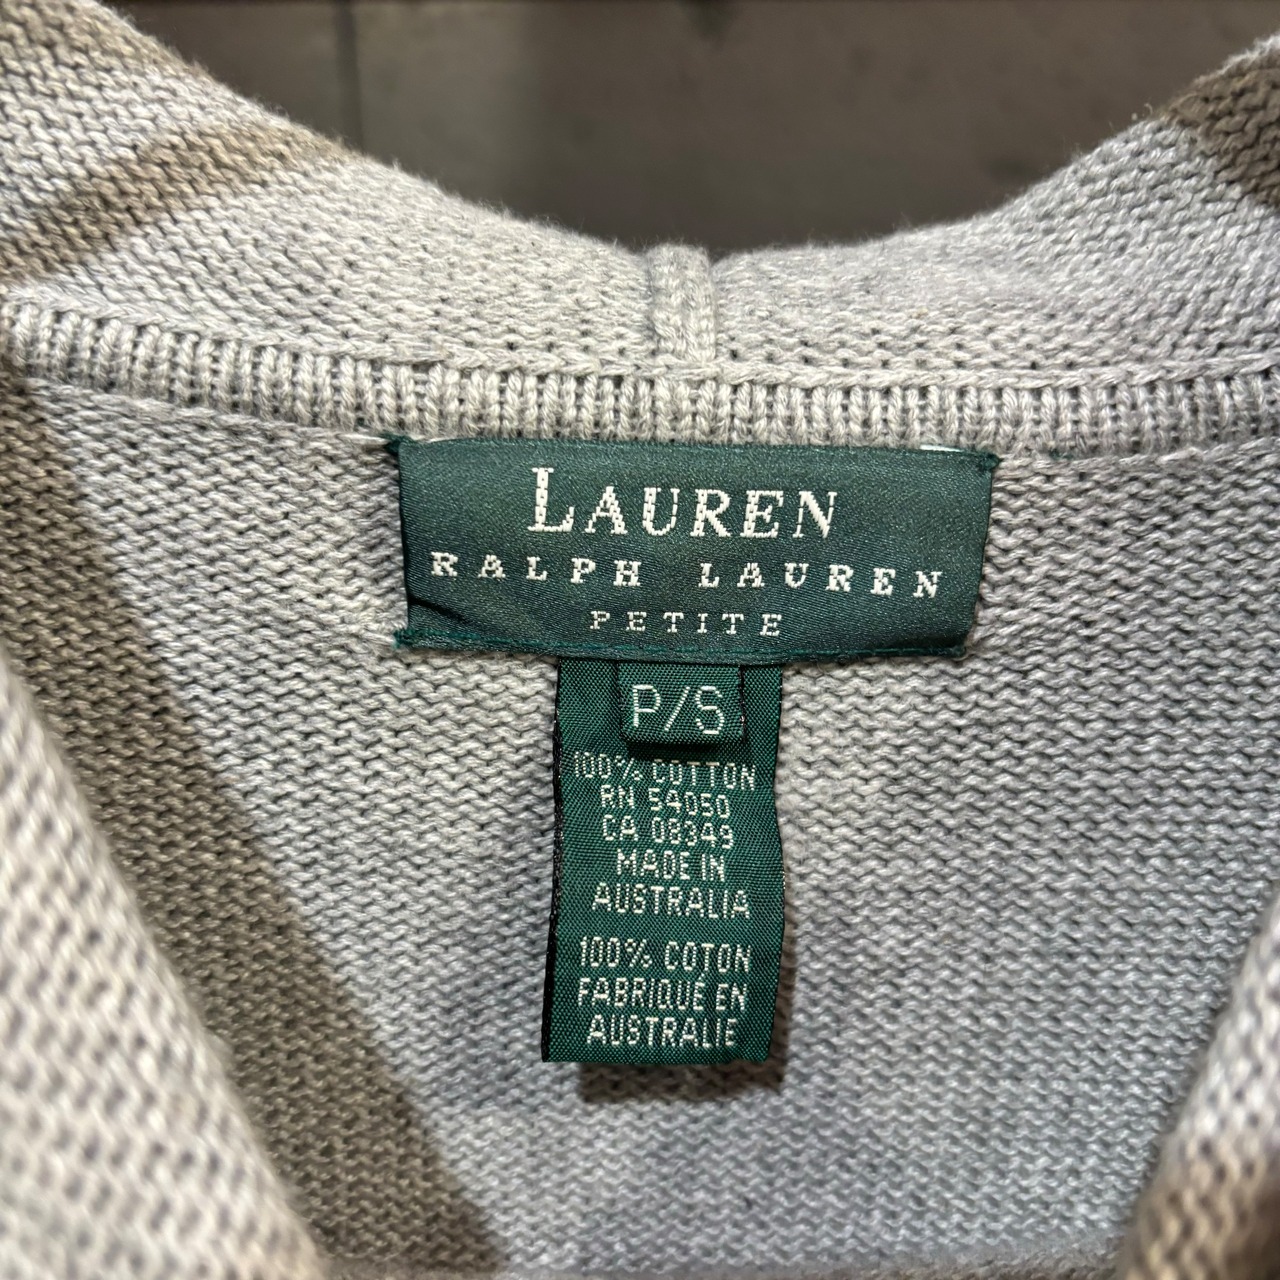 LAUREN
RALPH LAUREN
PETITE
P/S
100% COTTON
RN 54050
CA 08349
MADE IN
AUSTRALIA
100% COTON
FABRIQUE EN
AUSTRALIE